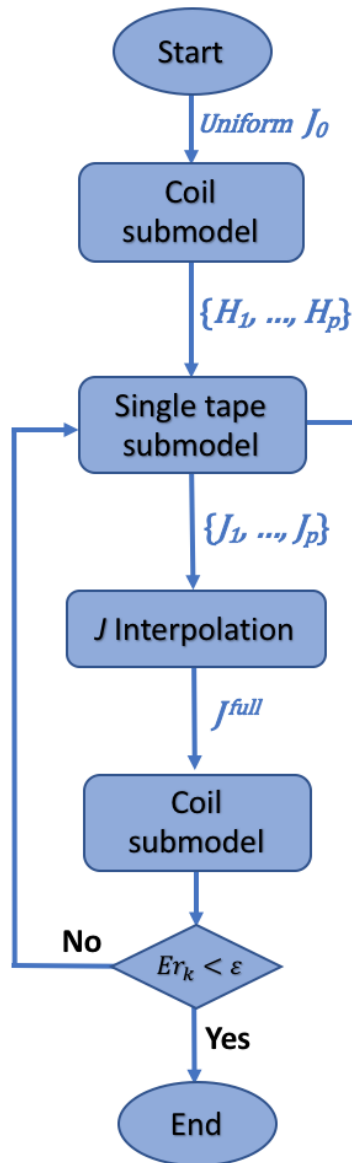 Start
Uniform J₀
Coil
submodel
{H₁, ..., Hₚ}
Single tape
submodel
{J₁, ..., Jₚ}
J Interpolation
J^full
Coil
submodel
No
Erₖ < ε
Yes
End